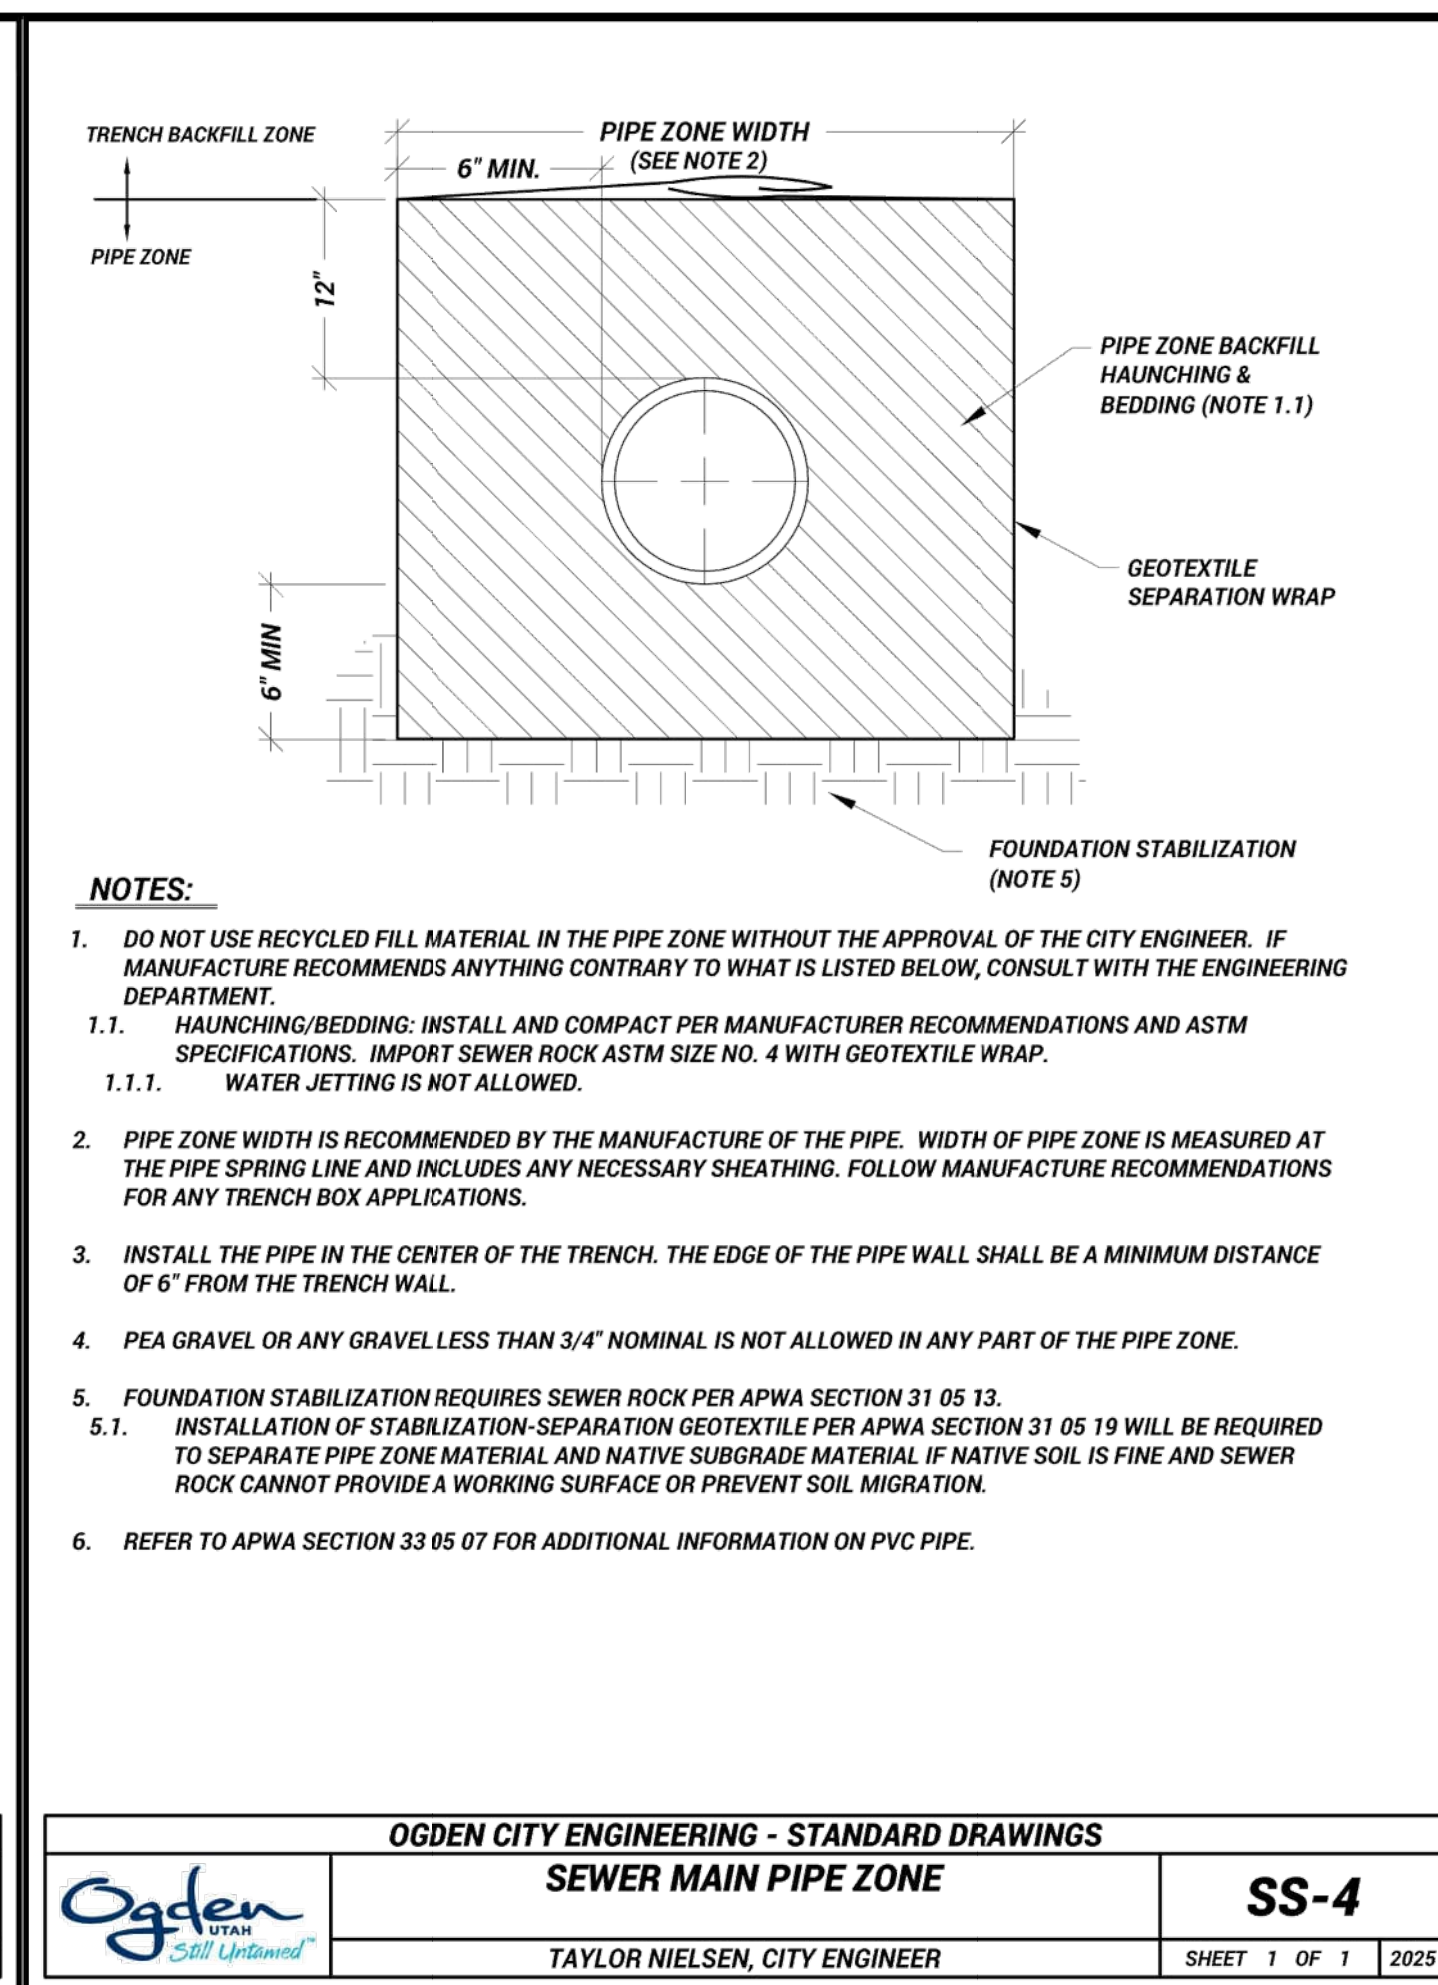 TRENCH BACKFILL ZONE
PIPE ZONE
PIPE ZONE WIDTH
(SEE NOTE 2)
6" MIN.
12"
PIPE ZONE BACKFILL
HAUNCHING &
BEDDING (NOTE 1.1)
GEOTEXTILE
SEPARATION WRAP
6" MIN
FOUNDATION STABILIZATION
(NOTE 5)
NOTES:
1. DO NOT USE RECYCLED FILL MATERIAL IN THE PIPE ZONE WITHOUT THE APPROVAL OF THE CITY ENGINEER. IF
MANUFACTURE RECOMMENDS ANYTHING CONTRARY TO WHAT IS LISTED BELOW, CONSULT WITH THE ENGINEERING
DEPARTMENT.
1.1. HAUNCHING/BEDDING: INSTALL AND COMPACT PER MANUFACTURER RECOMMENDATIONS AND ASTM
SPECIFICATIONS. IMPORT SEWER ROCK ASTM SIZE NO. 4 WITH GEOTEXTILE WRAP.
1.1.1. WATER JETTING IS NOT ALLOWED.
2. PIPE ZONE WIDTH IS RECOMMENDED BY THE MANUFACTURE OF THE PIPE. WIDTH OF PIPE ZONE IS MEASURED AT
THE PIPE SPRING LINE AND INCLUDES ANY NECESSARY SHEATHING. FOLLOW MANUFACTURE RECOMMENDATIONS
FOR ANY TRENCH BOX APPLICATIONS.
3. INSTALL THE PIPE IN THE CENTER OF THE TRENCH. THE EDGE OF THE PIPE WALL SHALL BE A MINIMUM DISTANCE
OF 6" FROM THE TRENCH WALL.
4. PEA GRAVEL OR ANY GRAVEL LESS THAN 3/4" NOMINAL IS NOT ALLOWED IN ANY PART OF THE PIPE ZONE.
5. FOUNDATION STABILIZATION REQUIRES SEWER ROCK PER APWA SECTION 31 05 13.
5.1. INSTALLATION OF STABILIZATION-SEPARATION GEOTEXTILE PER APWA SECTION 31 05 19 WILL BE REQUIRED
TO SEPARATE PIPE ZONE MATERIAL AND NATIVE SUBGRADE MATERIAL IF NATIVE SOIL IS FINE AND SEWER
ROCK CANNOT PROVIDE A WORKING SURFACE OR PREVENT SOIL MIGRATION.
6. REFER TO APWA SECTION 33 05 07 FOR ADDITIONAL INFORMATION ON PVC PIPE.
OGDEN CITY ENGINEERING - STANDARD DRAWINGS
Ogden
UTAH
Still Untamed™
SEWER MAIN PIPE ZONE
SS-4
TAYLOR NIELSEN, CITY ENGINEER
SHEET 1 OF 1
2025